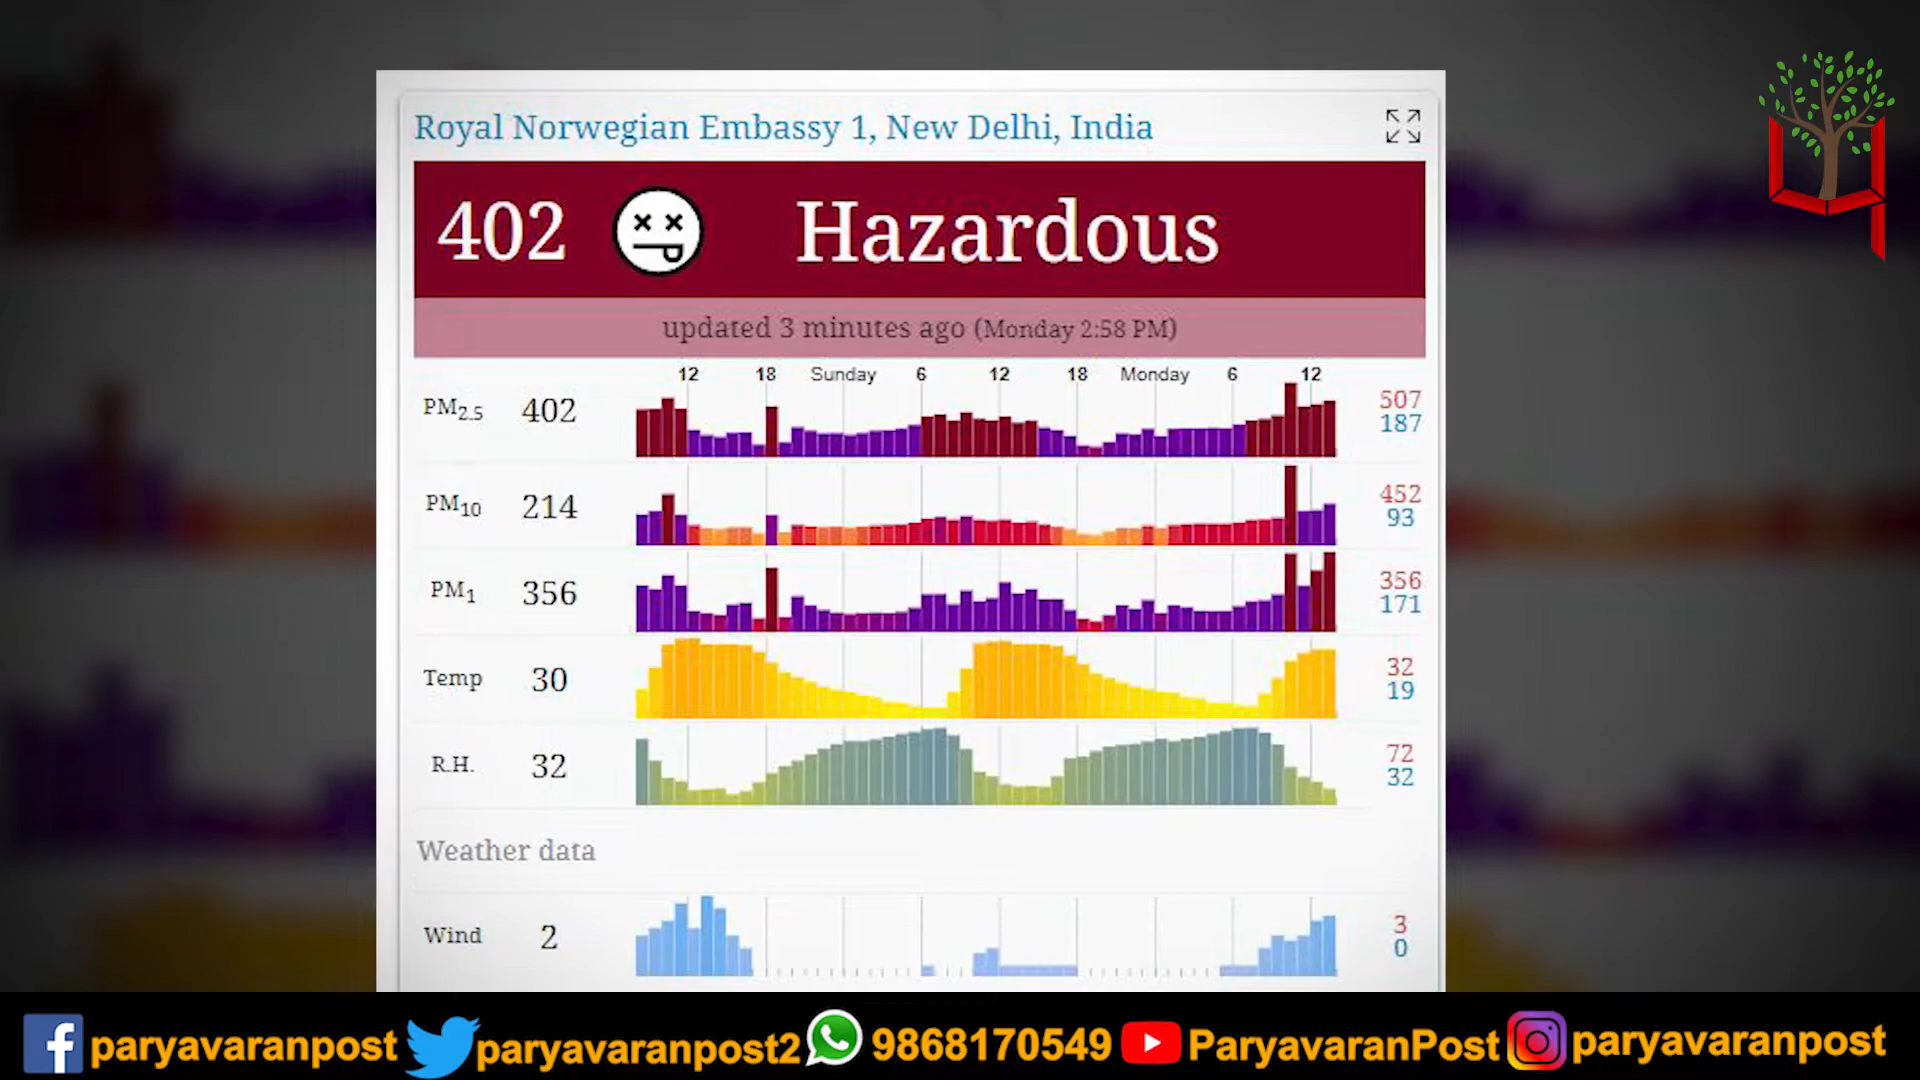 Royal Norwegian Embassy 1, New Delhi, India
402 Hazardous
updated 3 minutes ago (Monday 2:58 PM)
12 18 Sunday 6 12 18 Monday 6 12
PM2.5 402 507
187
PM10 214 452
93
PM1 356 356
171
Temp 30 32
19
R.H. 32 72
32
Weather data
Wind 2 3
0
paryavaranpost paryavaranpost2 9868170549 ParyavaranPost paryavaranpost